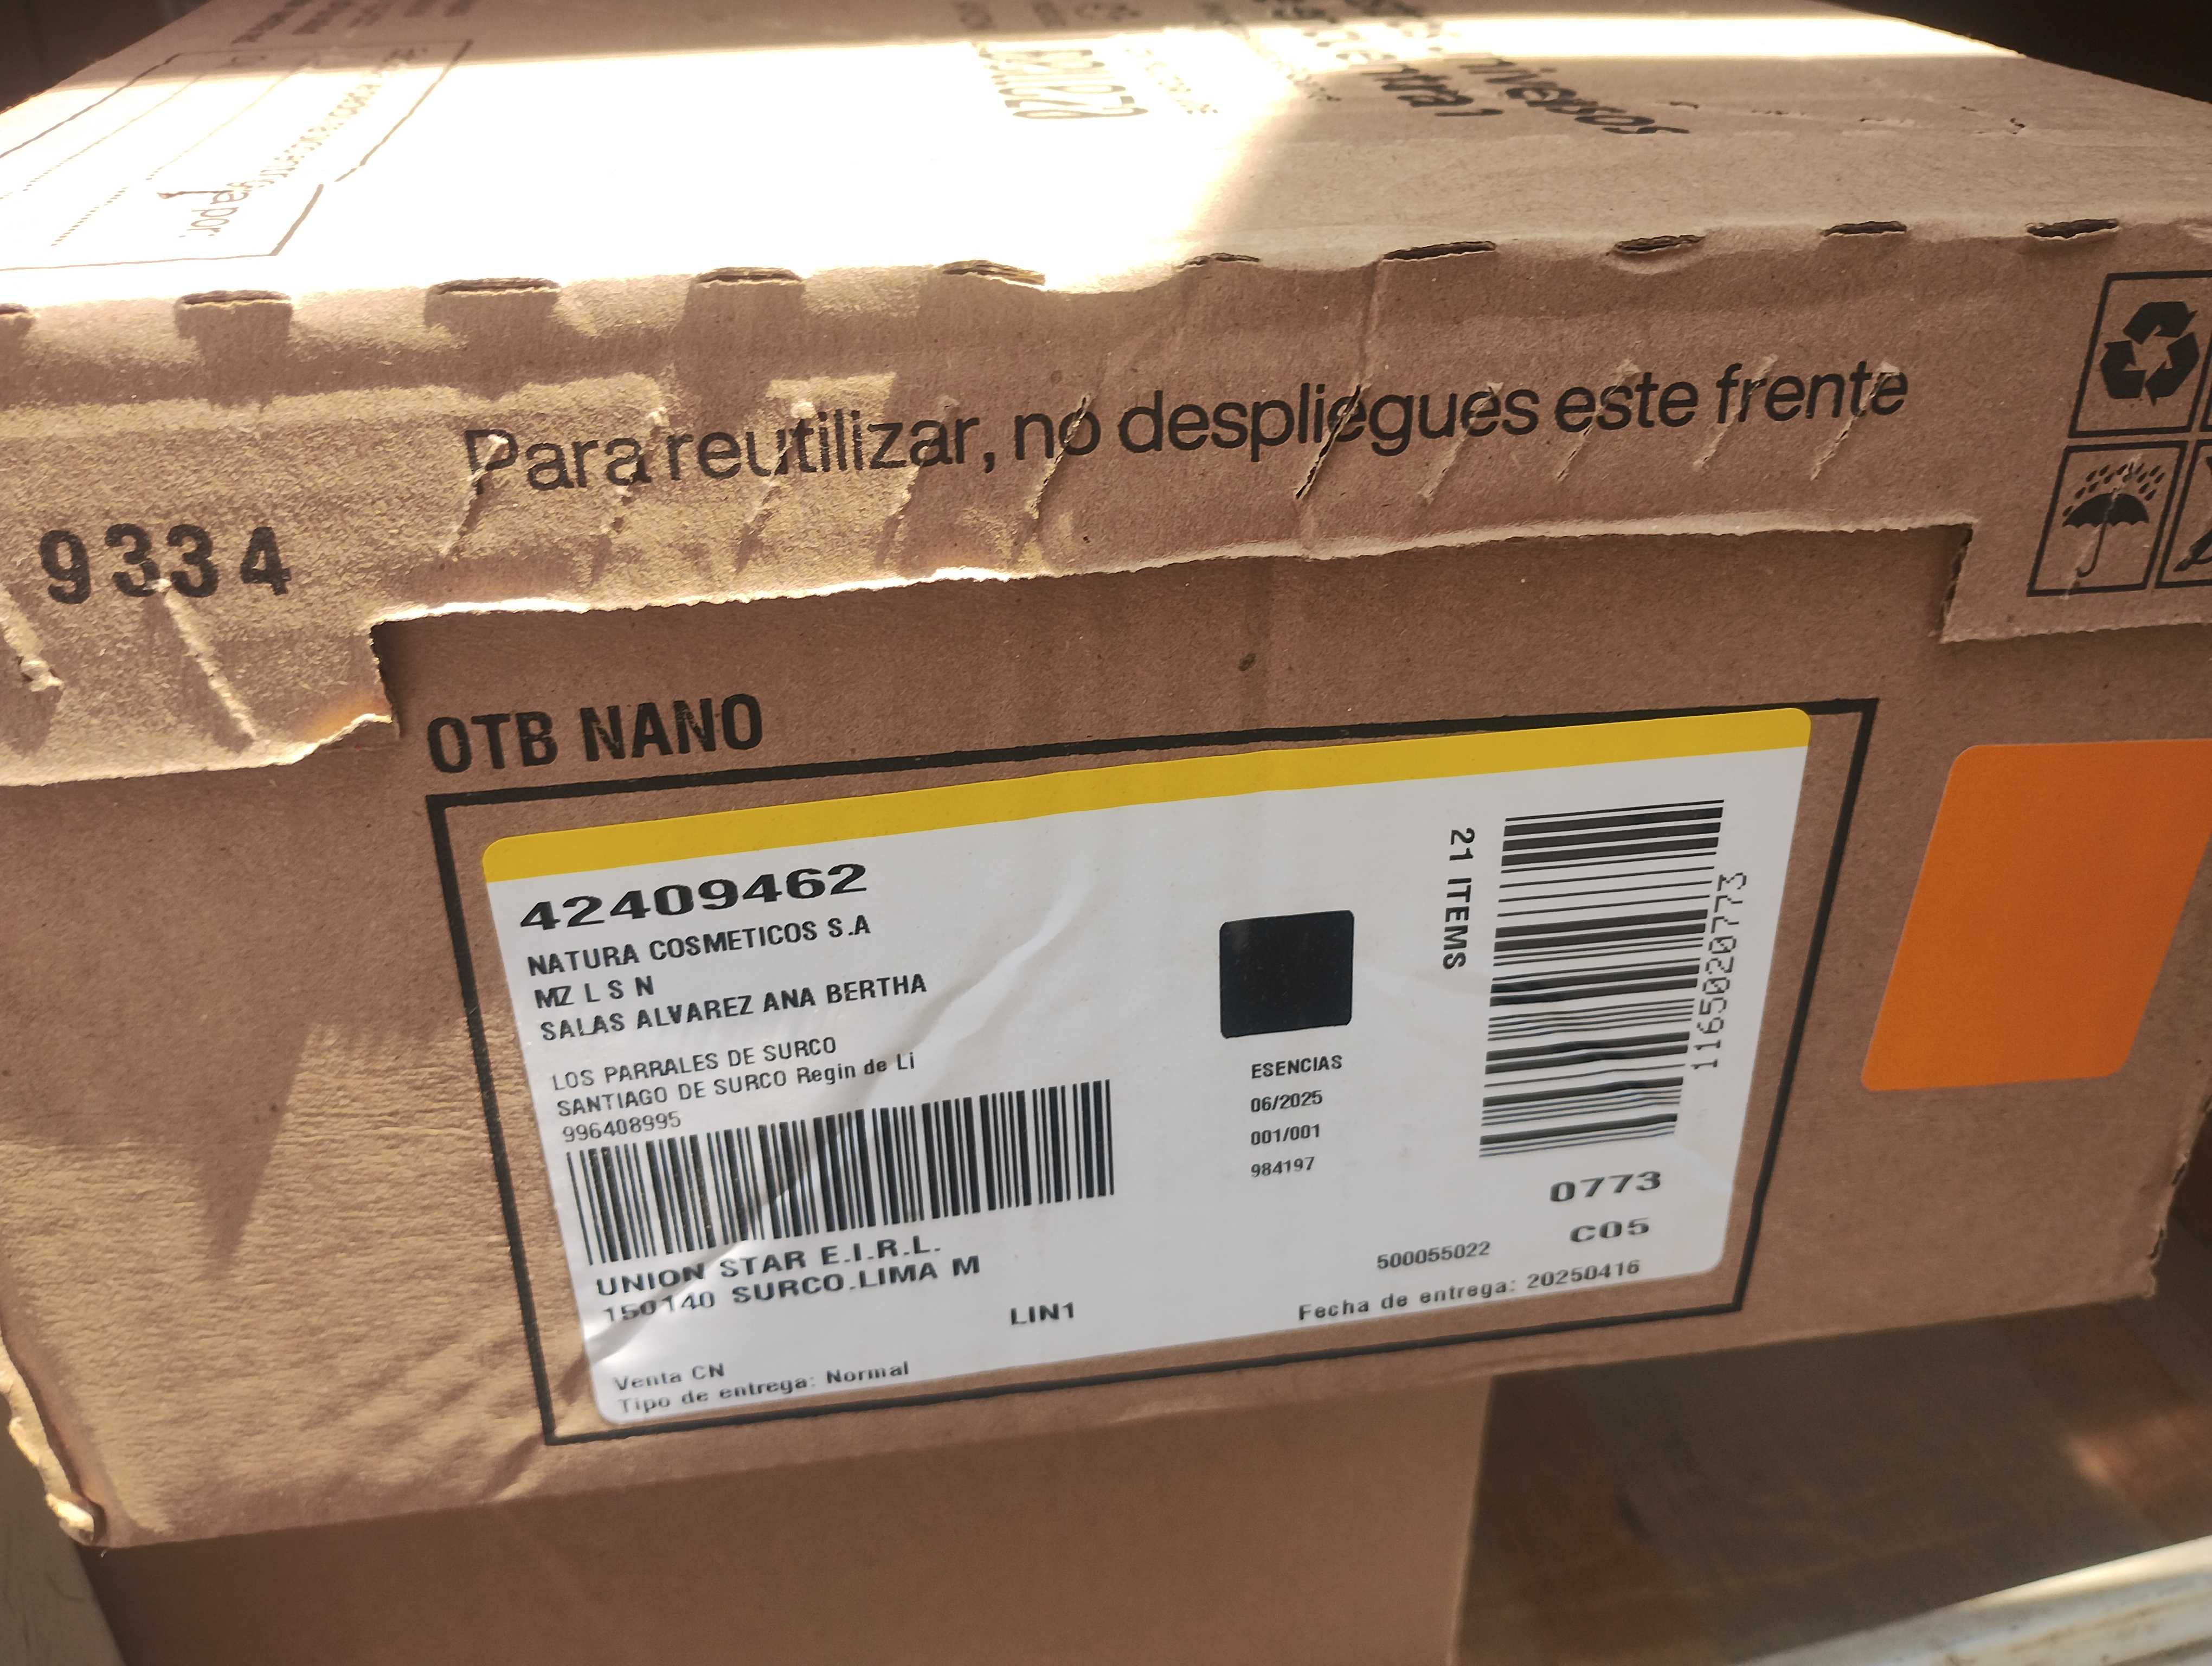 Para reutilizar, no despliegues este frente
9334
OTB NANO
42409462
NATURA COSMETICOS S.A
MZ L S N
SALAS ALVAREZ ANA BERTHA
LOS PARRALES DE SURCO
SANTIAGO DE SURCO Regin de Li
996408995
UNION STAR E.I.R.L.
150140 SURCO.LIMA M
LIN1
Venta CN
Tipo de entrega: Normal
ESENCIAS
06/2025
001/001
984197
21 ITEMS
1165020773
0773
C05
500055022
Fecha de entrega: 20250416